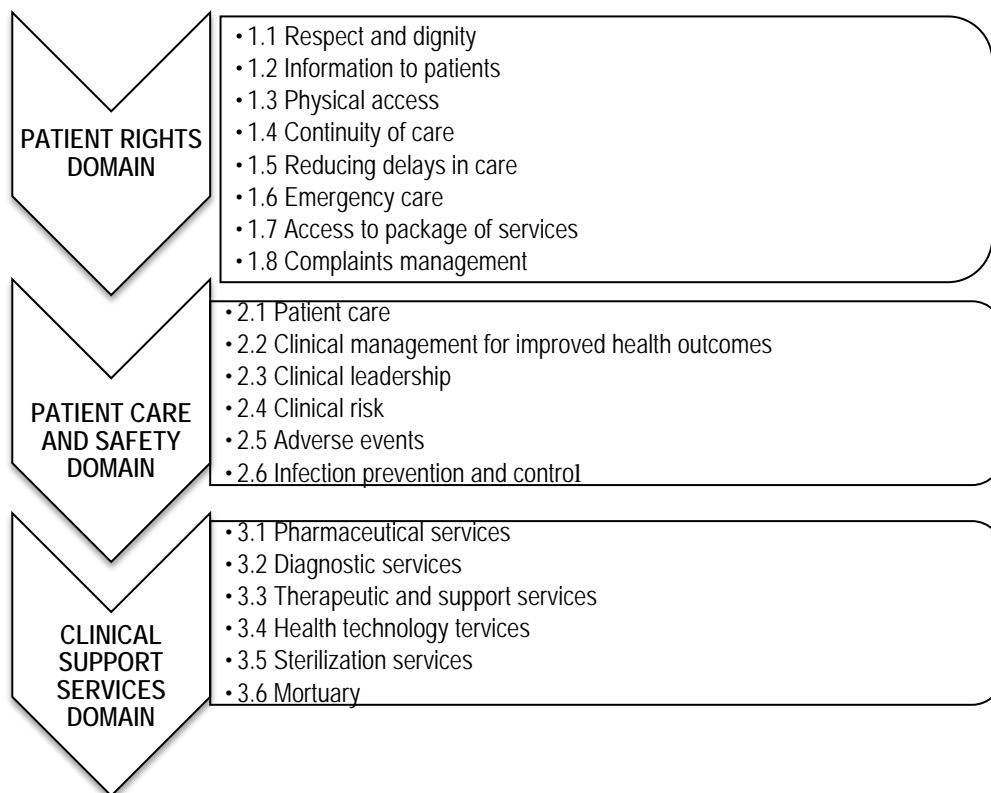 PATIENT RIGHTS
DOMAIN
• 1.1 Respect and dignity
• 1.2 Information to patients
• 1.3 Physical access
• 1.4 Continuity of care
• 1.5 Reducing delays in care
• 1.6 Emergency care
• 1.7 Access to package of services
• 1.8 Complaints management
PATIENT CARE
AND SAFETY
DOMAIN
• 2.1 Patient care
• 2.2 Clinical management for improved health outcomes
• 2.3 Clinical leadership
• 2.4 Clinical risk
• 2.5 Adverse events
• 2.6 Infection prevention and control
CLINICAL
SUPPORT
SERVICES
DOMAIN
• 3.1 Pharmaceutical services
• 3.2 Diagnostic services
• 3.3 Therapeutic and support services
• 3.4 Health technology tervices
• 3.5 Sterilization services
• 3.6 Mortuary